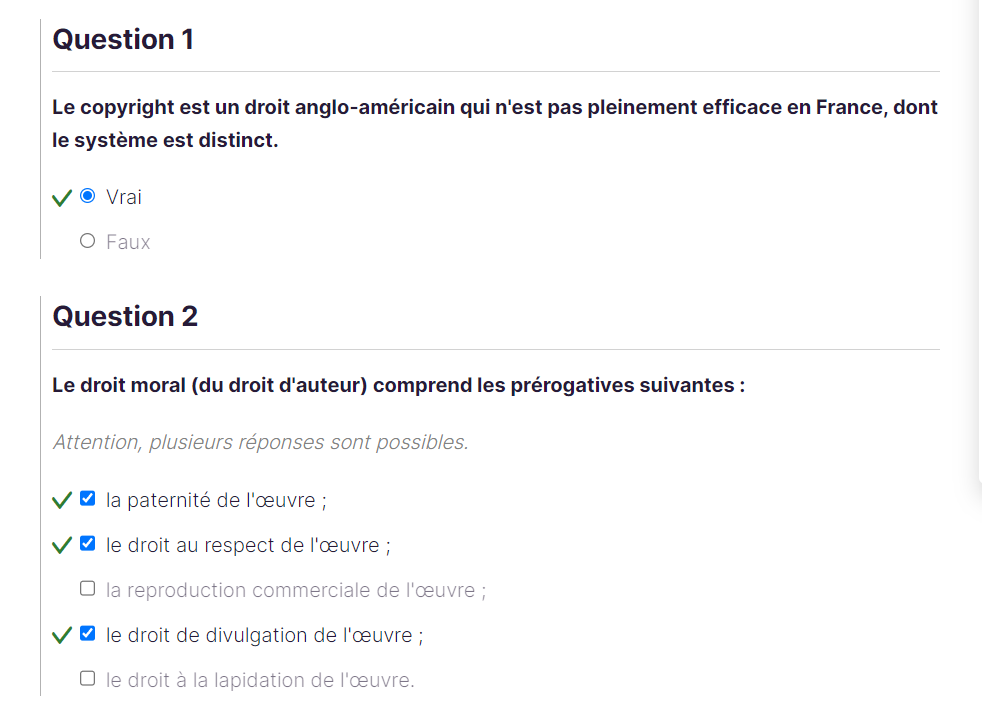 Question 1
Le copyright est un droit anglo-américain qui n'est pas pleinement efficace en France, dont
le système est distinct.
Vrai
Faux
Question 2
Le droit moral (du droit d'auteur) comprend les prérogatives suivantes :
Attention, plusieurs réponses sont possibles.
la paternité de l'œuvre ;
le droit au respect de l'œuvre ;
la reproduction commerciale de l'œuvre ;
le droit de divulgation de l'œuvre ;
le droit à la lapidation de l'œuvre.